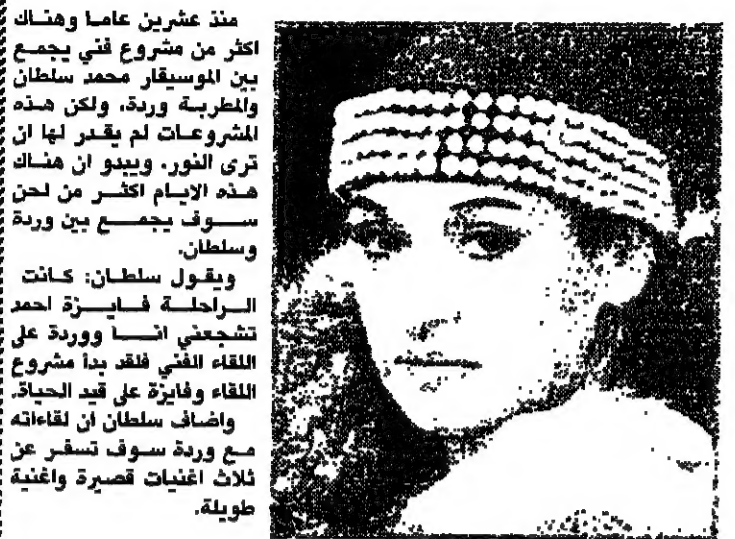 منذ عشرين عاما وهناك
اكثر من مشروع فني يجمع
بين الموسيقار محمد سلطان
والمطربة وردة، ولكن هذه
المشروعات لم يقدر لها ان
ترى النور. ويبدو ان هناك
هذه الايام اكثر من لحن
سوف يجمع بين وردة
وسلطان.
ويقول سلطان: كانت
الراحلة فايزة احمد
تشجعني انا ووردة على
اللقاء الفني فلقد بدأ مشروع
اللقاء وفايزة على قيد الحياة.
واضاف سلطان أن لقاءاته
مع وردة سوف تسفر عن
ثلاث اغنيات قصيرة واغنية
طويلة.